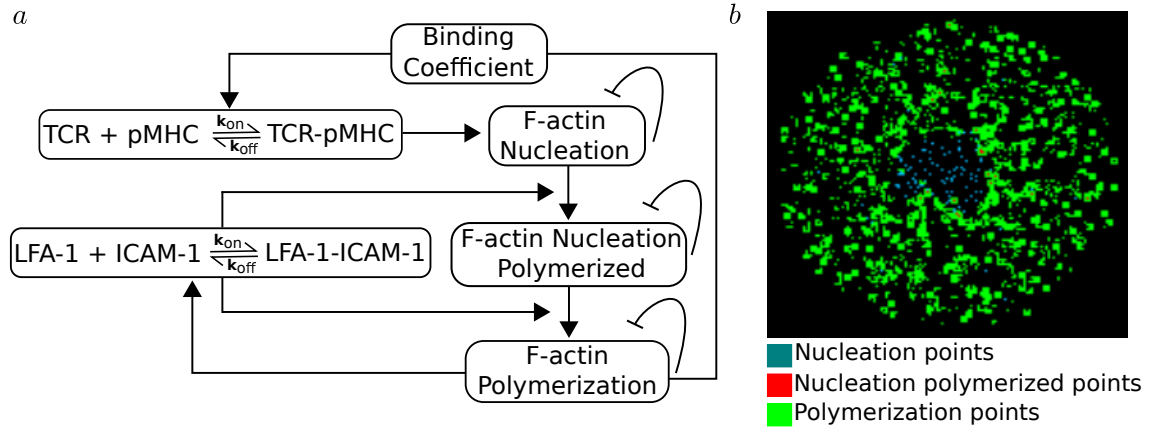 a
b
Binding
Coefficient
TCR + pMHC kon koff TCR-pMHC
F-actin
Nucleation
LFA-1 + ICAM-1 kon koff LFA-1-ICAM-1
F-actin Nucleation
Polymerized
F-actin
Polymerization
Nucleation points
Nucleation polymerized points
Polymerization points